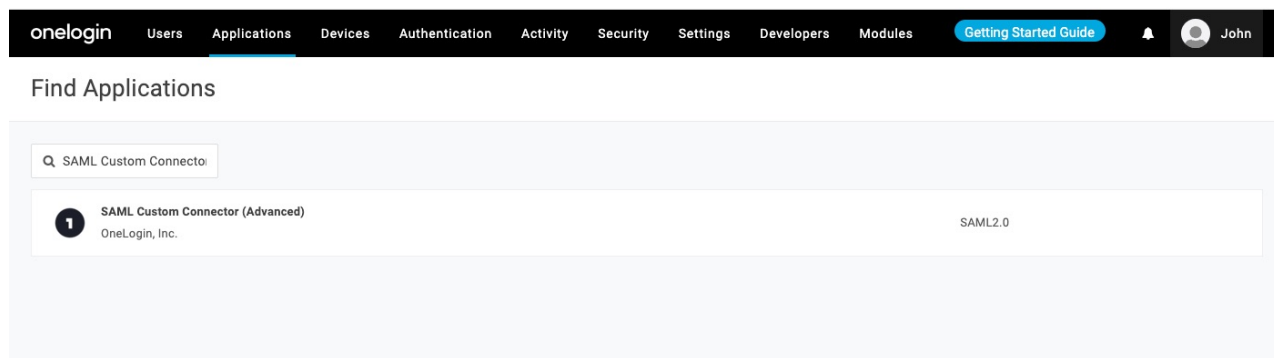 onelogin Users Applications Devices Authentication Activity Security Settings Developers Modules Getting Started Guide John
Find Applications
SAML Custom Connecto
1
SAML Custom Connector (Advanced)
OneLogin, Inc.
SAML2.0